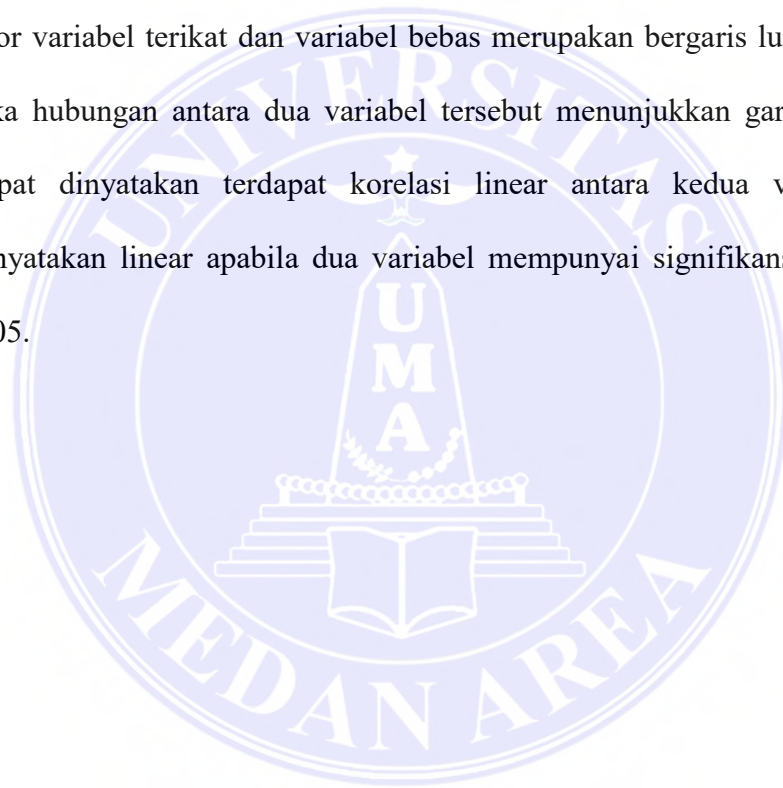 or variabel terikat dan variabel bebas merupakan bergaris lu
ka hubungan antara dua variabel tersebut menunjukkan gar
pat dinyatakan terdapat korelasi linear antara kedua v
nyatakan linear apabila dua variabel mempunyai signifikans
05.
UNIVERSITAS
U
M
A
MEDAN AREA